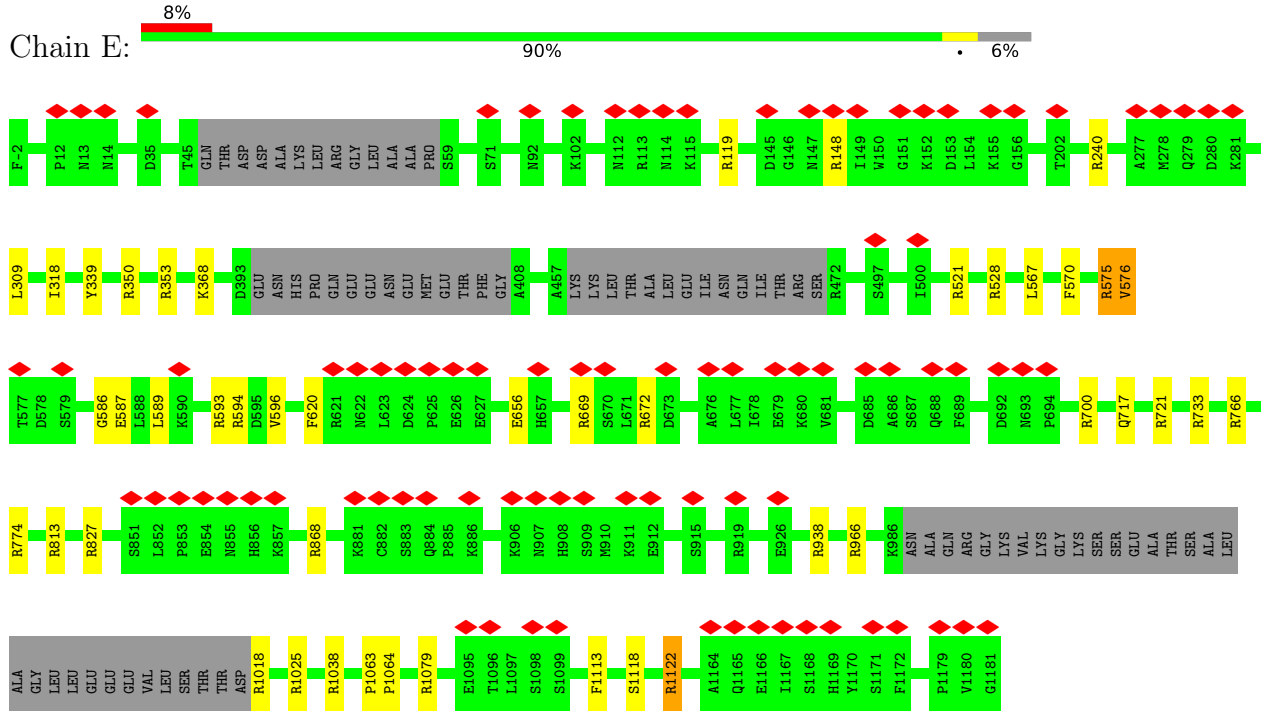 8%
Chain E:
90% • 6%
F-2 P12 N13 N14 D35 T45 GLN THR ASP ASP ALA LYS LEU ARG GLY LEU ALA ALA PRO S59 S71 N92 K102 N112 R113 N114 K115 R119 D145 G146 N147 R148 I149 W150 G151 K152 D153 L154 K155 G156 T202 R240 A277 M278 Q279 D280 K281
L309 I318 Y339 R350 R353 K368 D393 GLU ASN HIS PRO GLN GLU GLU ASN GLU MET GLU THR PHE GLY A408 A457 LYS LYS LEU THR ALA LEU GLU ILE ASN GLN ILE THR ARG SER R472 S497 I500 R521 R528 L567 F570 R575 V576
T577 D578 S579 G586 E587 L588 L589 K590 R593 R594 D595 V596 F620 R621 N622 L623 D624 P625 E626 E627 E656 H657 R669 S670 L671 R672 D673 A676 L677 I678 E679 K680 V681 D685 A686 S687 Q688 F689 D692 N693 P694 R700 Q717 R721 R733 R766
R774 R813 R827 S851 L852 P853 E854 N855 H856 K857 R868 K881 C882 S883 Q884 P885 K886 K906 N907 H908 S909 M910 K911 E912 S915 R919 E926 R938 R966 K986 ASN ALA GLN ARG GLY LYS VAL LYS GLY LYS SER SER GLU ALA THR SER ALA LEU
ALA GLY LEU LEU GLU GLU GLU VAL LEU SER THR THR ASP R1018 R1025 R1038 P1063 P1064 R1079 E1095 T1096 L1097 S1098 S1099 F1113 S1118 R1122 A1164 Q1165 E1166 I1167 S1168 H1169 Y1170 S1171 F1172 P1179 V1180 G1181